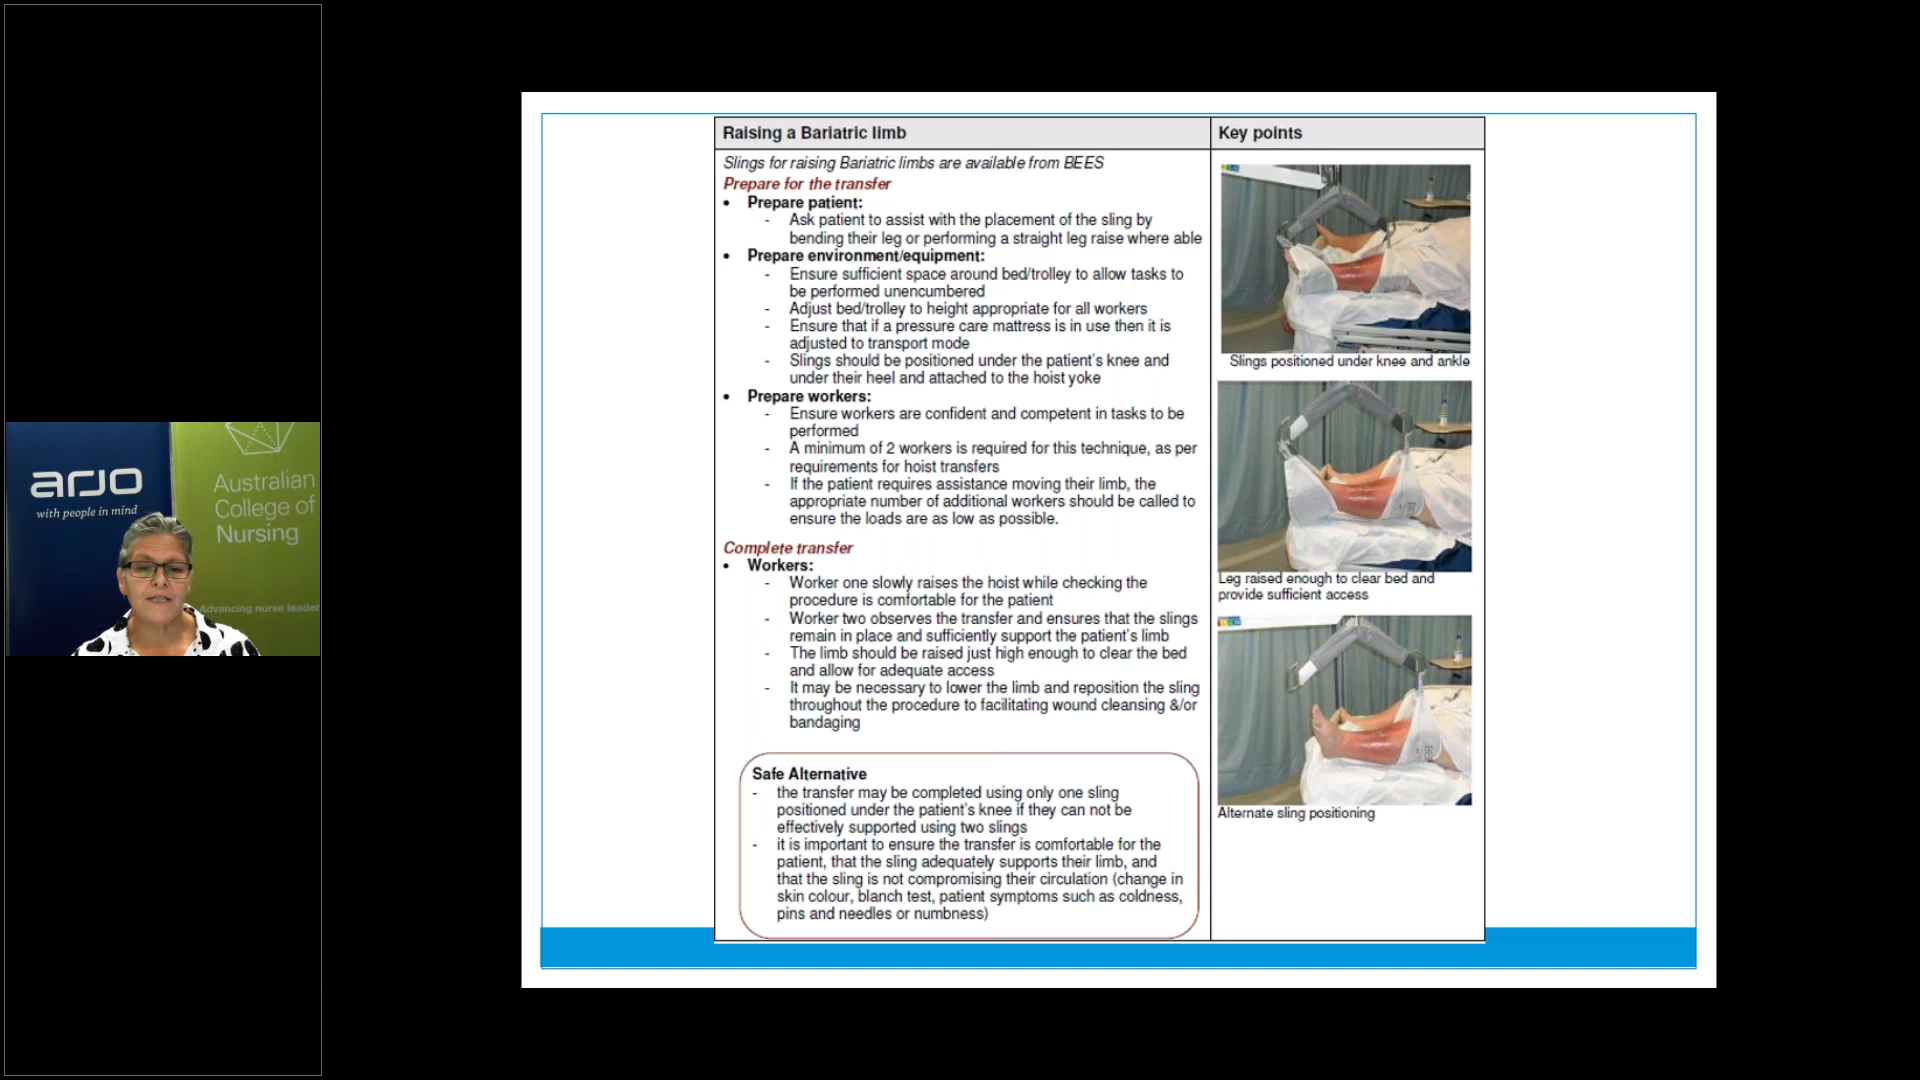 arjo
with people in mind
Australian
College of
Nursing
Advancing nurse leader
Raising a Bariatric limb
Slings for raising Bariatric limbs are available from BEES
Prepare for the transfer
• Prepare patient:
- Ask patient to assist with the placement of the sling by
bending their leg or performing a straight leg raise where able
• Prepare environment/equipment:
- Ensure sufficient space around bed/trolley to allow tasks to
be performed unencumbered
- Adjust bed/trolley to height appropriate for all workers
- Ensure that if a pressure care mattress is in use then it is
adjusted to transport mode
- Slings should be positioned under the patient's knee and
under their heel and attached to the hoist yoke
• Prepare workers:
- Ensure workers are confident and competent in tasks to be
performed
- A minimum of 2 workers is required for this technique, as per
requirements for hoist transfers
- If the patient requires assistance moving their limb, the
appropriate number of additional workers should be called to
ensure the loads are as low as possible.
Complete transfer
• Workers:
- Worker one slowly raises the hoist while checking the
procedure is comfortable for the patient
- Worker two observes the transfer and ensures that the slings
remain in place and sufficiently support the patient's limb
- The limb should be raised just high enough to clear the bed
and allow for adequate access
- It may be necessary to lower the limb and reposition the sling
throughout the procedure to facilitating wound cleansing &/or
bandaging
Safe Alternative
- the transfer may be completed using only one sling
positioned under the patient's knee if they can not be
effectively supported using two slings
- it is important to ensure the transfer is comfortable for the
patient, that the sling adequately supports their limb, and
that the sling is not compromising their circulation (change in
skin colour, blanch test, patient symptoms such as coldness,
pins and needles or numbness)
Key points
Slings positioned under knee and ankle
Leg raised enough to clear bed and
provide sufficient access
Alternate sling positioning